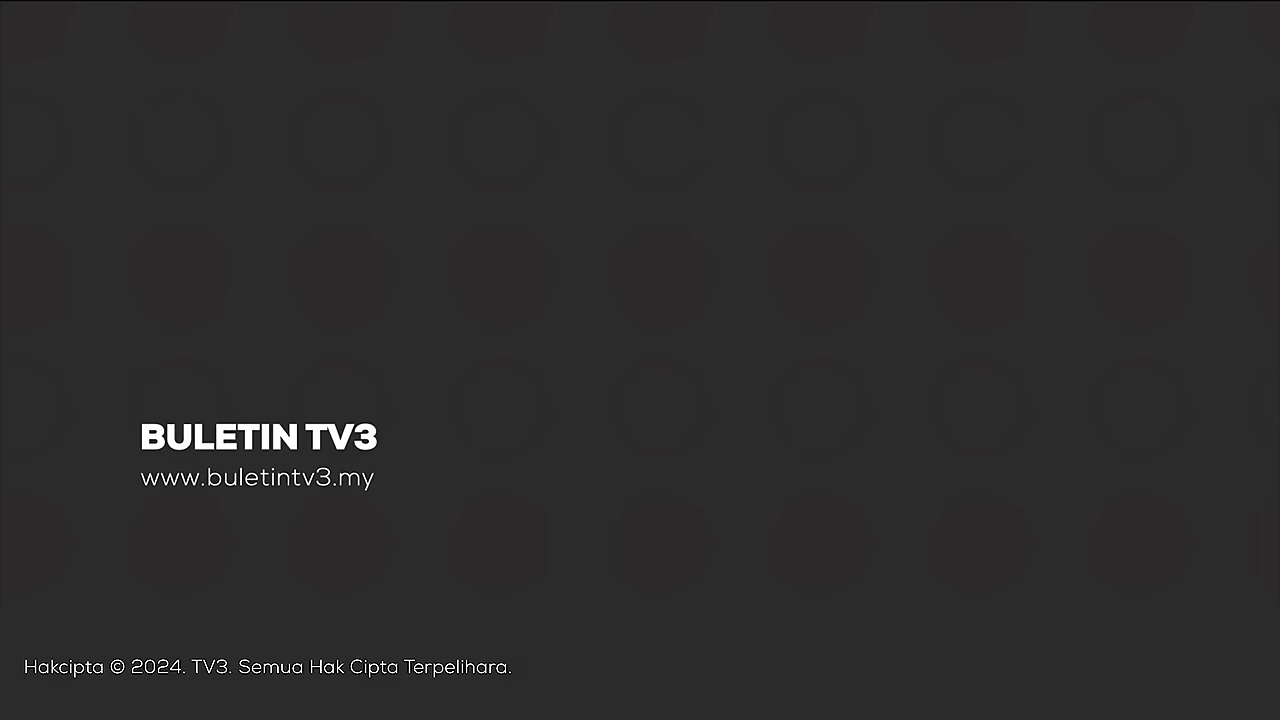 BULETIN TV3
www.buletintv3.my
Hakcipta © 2024. TV3. Semua Hak Cipta Terpelihara.